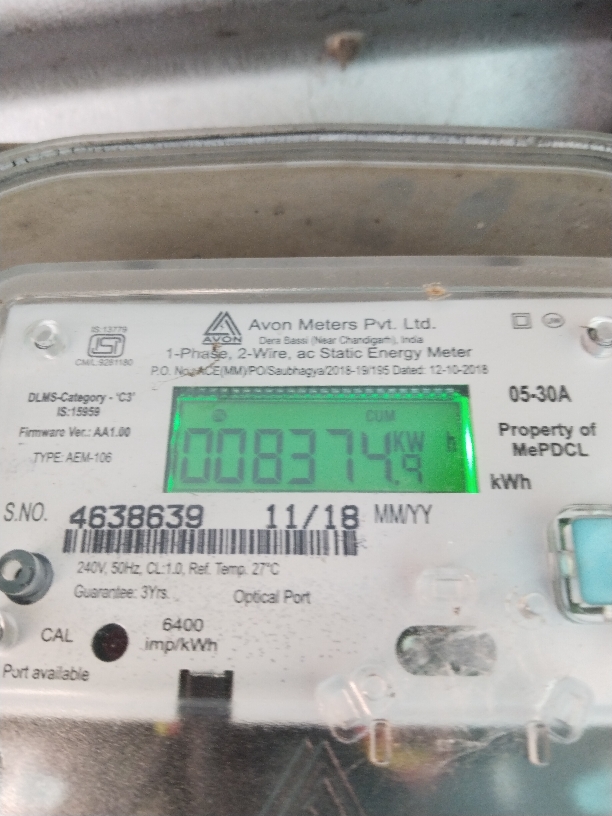 IS:13779
ISI
CM/L:9281180
AVON
Avon Meters Pvt. Ltd.
Dera Bassi (Near Chandigarh), India
1-Phase, 2-Wire, ac Static Energy Meter
P.O. No.: ACE(MM)/PO/Saubhagya/2018-19/195 Dated: 12-10-2018
DLMS-Category - 'C3'
IS:15959
Firmware Ver.: AA1.00
TYPE: AEM-106
CUM
008374.9 KW h
05-30A
Property of
MePDCL
kWh
S.NO. 4638639 11/18 MM/YY
240V, 50Hz, CL:1.0, Ref. Temp. 27°C
Guarantee: 3Yrs.
Optical Port
CAL
6400
imp/kWh
Port available